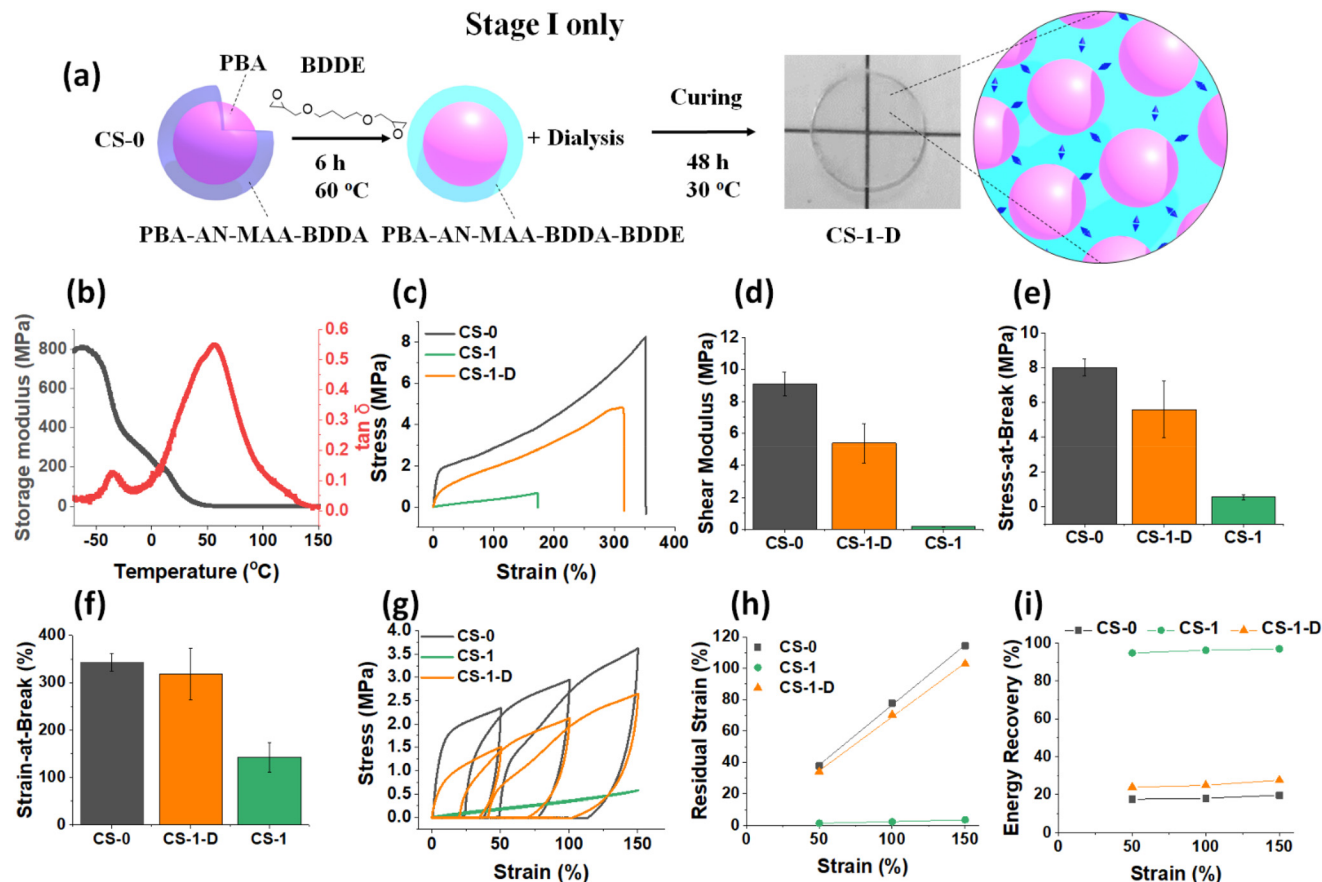 Stage I only
(a)
PBA
BDDE
O
O
O
O
CS-0
6 h
60 °C
+ Dialysis
Curing
48 h
30 °C
PBA-AN-MAA-BDDA
PBA-AN-MAA-BDDA-BDDE
CS-1-D
(b)
Storage modulus (MPa)
800
600
400
200
0
0.6
0.5
0.4
0.3
0.2
0.1
0.0
tan δ
-50 0 50 100 150
Temperature (°C)
(c)
CS-0
CS-1
CS-1-D
Stress (MPa)
8
6
4
2
0
0 100 200 300 400
Strain (%)
(d)
Shear Modulus (MPa)
12
10
8
6
4
2
0
CS-0 CS-1-D CS-1
(e)
Stress-at-Break (MPa)
10
8
6
4
2
0
CS-0 CS-1-D CS-1
(f)
Strain-at-Break (%)
400
300
200
100
0
CS-0 CS-1-D CS-1
(g)
CS-0
CS-1
CS-1-D
Stress (MPa)
4.0
3.5
3.0
2.5
2.0
1.5
1.0
0.5
0.0
0 50 100 150
Strain (%)
(h)
CS-0
CS-1
CS-1-D
Residual Strain (%)
120
100
80
60
40
20
0
50 100 150
Strain (%)
(i)
CS-0 CS-1 CS-1-D
Energy Recovery (%)
100
80
60
40
20
0
50 100 150
Strain (%)